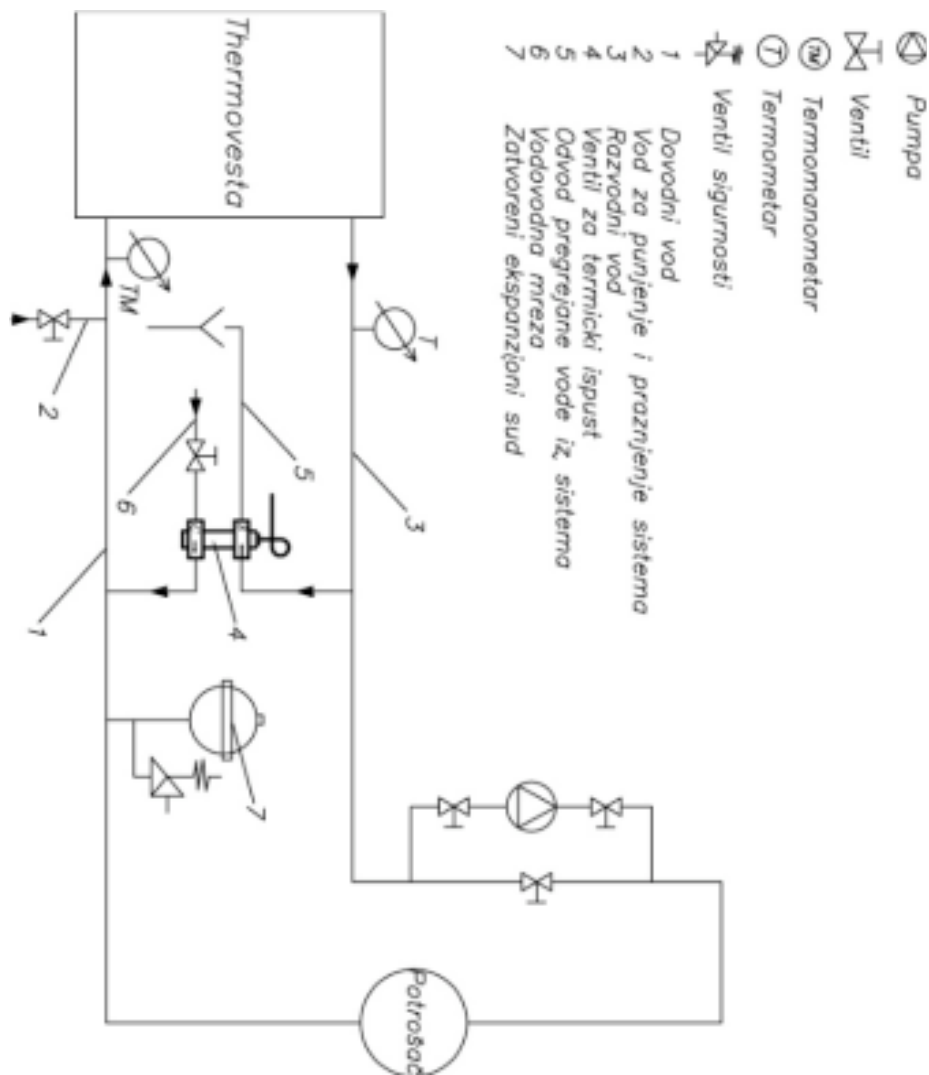 Pumpa
Ventil
TM Termomanometar
T Termometar
Ventil sigurnosti
1 Dovodni vod
2 Vod za punjenje i praznjenje sistema
3 Razvodni vod
4 Ventil za termicki ispust
5 Odvod pregrejane vode iz sistema
6 Vodovodna mreza
7 Zatvoreni ekspanzioni sud
Thermovesta
TM
T
2
6
5
3
1
4
7
Potrošač